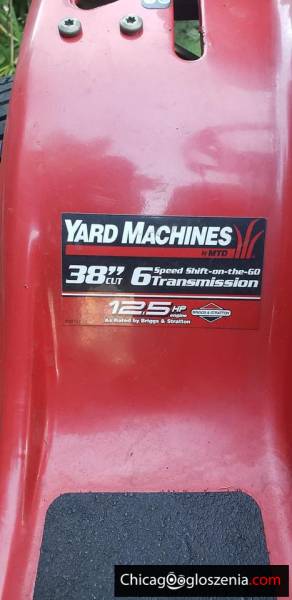 YARD MACHINES
by MTD
38” CUT 6 Speed Shift-on-the-GO Transmission
12.5 HP engine
BRIGGS & STRATTON
As Rated by Briggs & Stratton
ChicagoOgloszenia.com